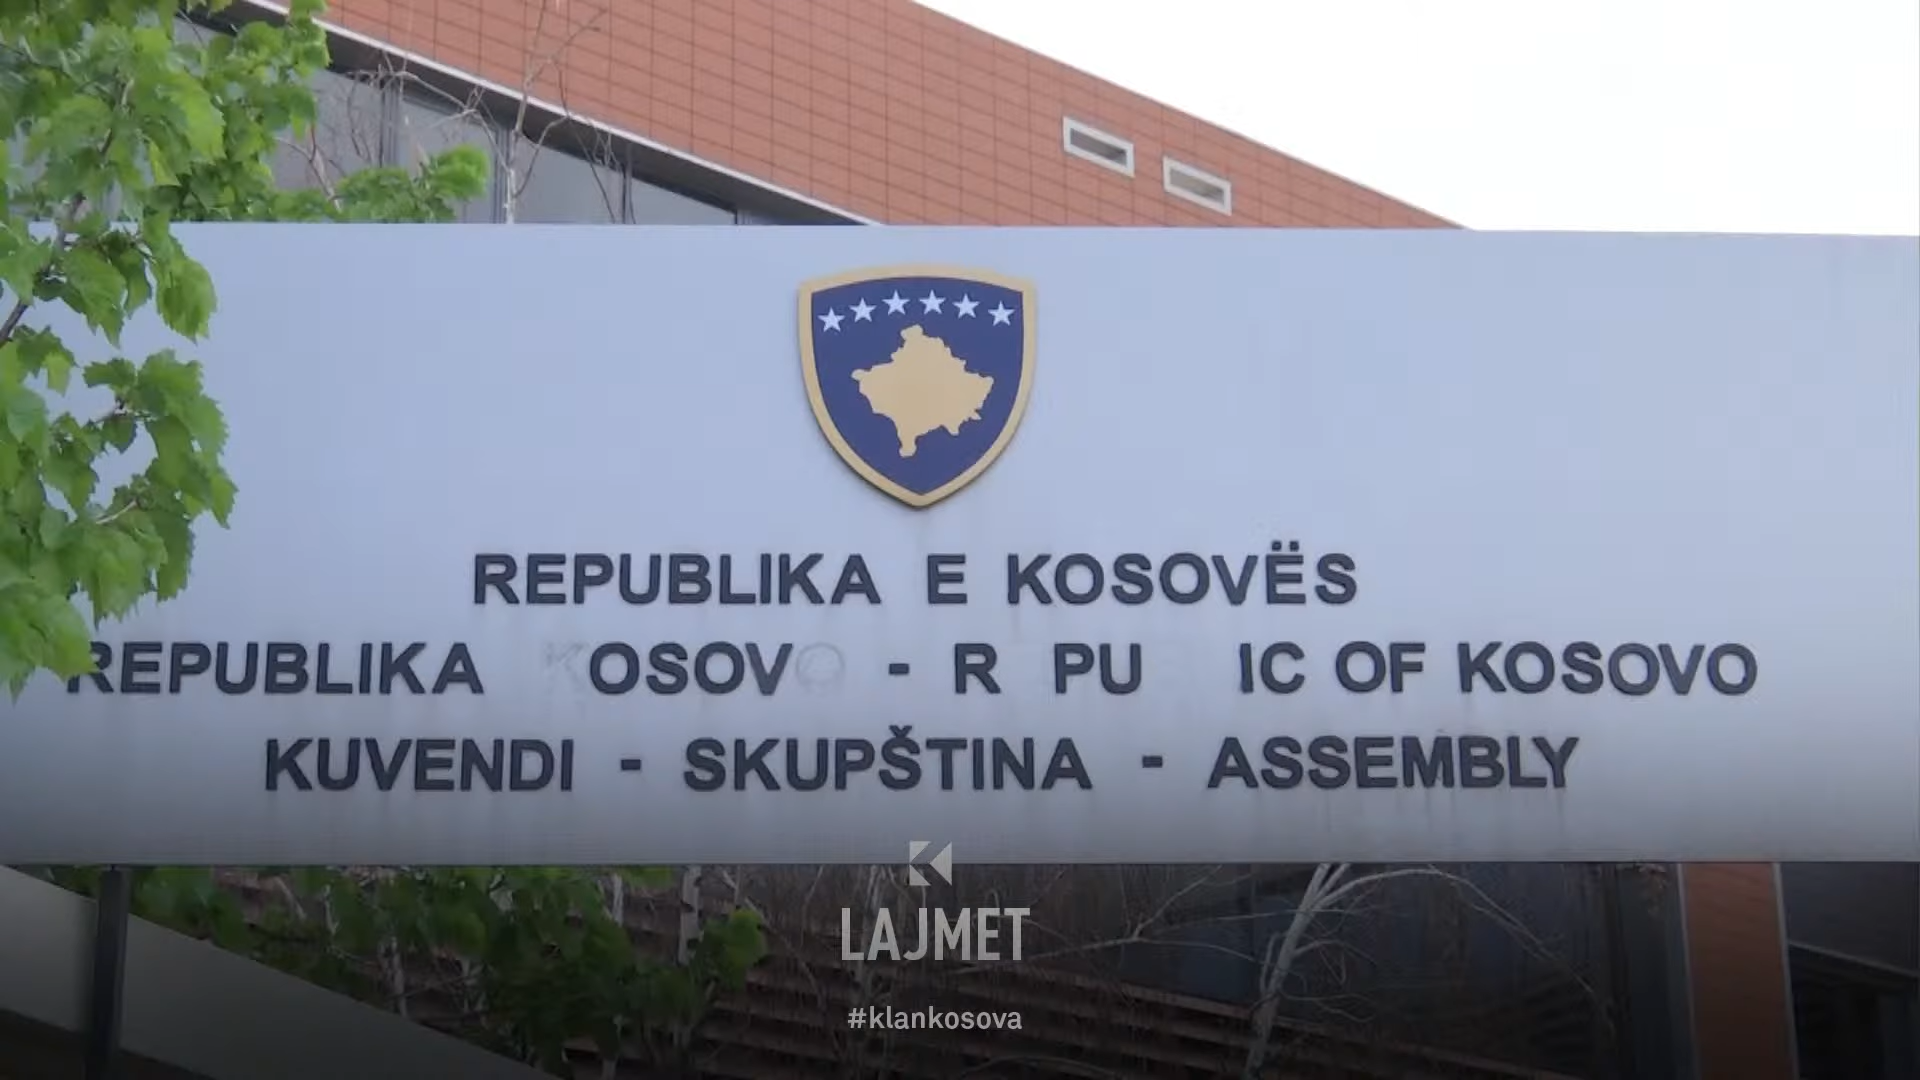 REPUBLIKA E KOSOVËS
REPUBLIKA OSOV - R PU IC OF KOSOVO
KUVENDI - SKUPŠTINA - ASSEMBLY
LAJMET
#klankosova